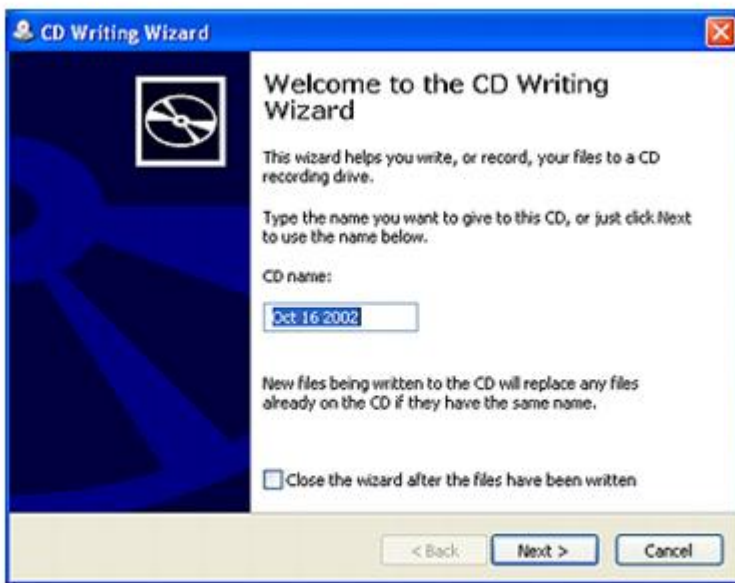 CD Writing Wizard
Welcome to the CD Writing
Wizard
This wizard helps you write, or record, your files to a CD
recording drive.
Type the name you want to give to this CD, or just click Next
to use the name below.
CD name:
Oct 16 2002
New files being written to the CD will replace any files
already on the CD if they have the same name.
Close the wizard after the files have been written
< Back Next > Cancel